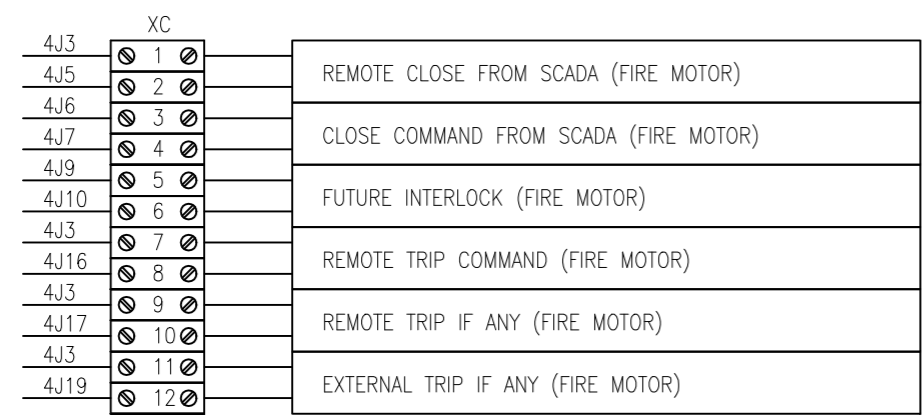 XC
4J3 1
REMOTE CLOSE FROM SCADA (FIRE MOTOR)
4J5 2
4J6 3
CLOSE COMMAND FROM SCADA (FIRE MOTOR)
4J7 4
4J9 5
FUTURE INTERLOCK (FIRE MOTOR)
4J10 6
4J3 7
REMOTE TRIP COMMAND (FIRE MOTOR)
4J16 8
4J3 9
REMOTE TRIP IF ANY (FIRE MOTOR)
4J17 10
4J3 11
EXTERNAL TRIP IF ANY (FIRE MOTOR)
4J19 12